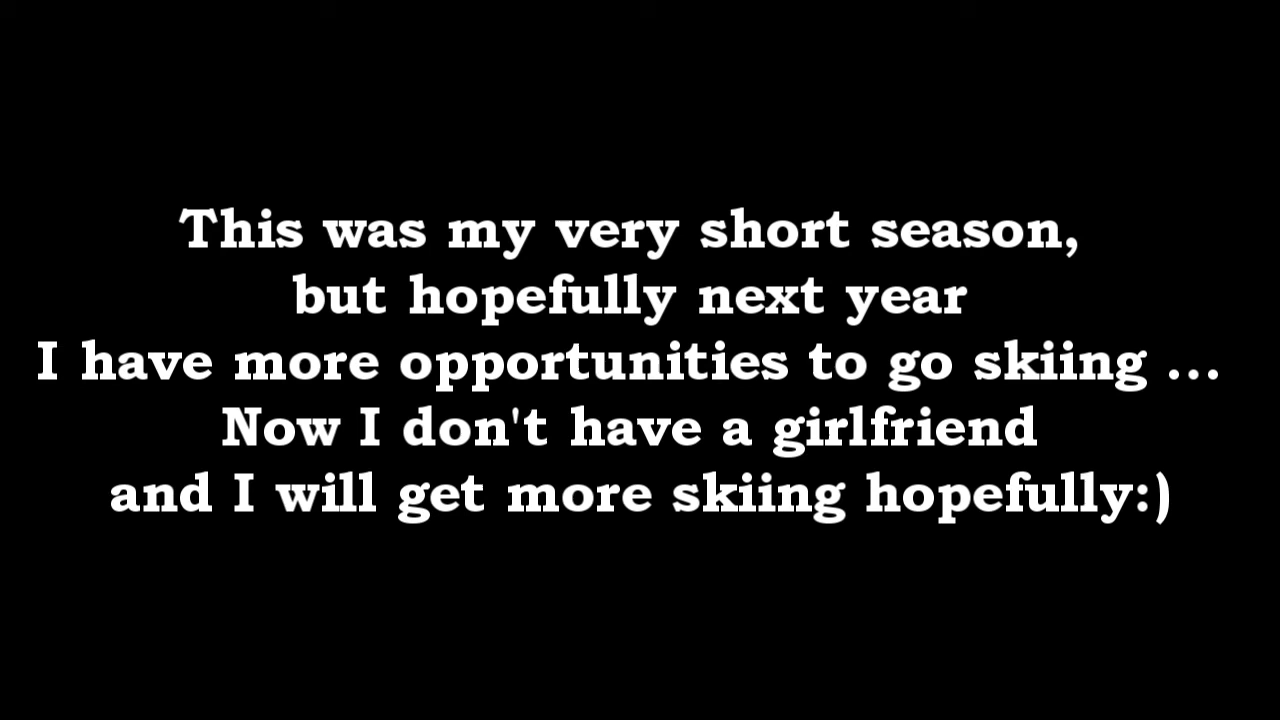 This was my very short season,
but hopefully next year
I have more opportunities to go skiing ...
Now I don't have a girlfriend
and I will get more skiing hopefully:)